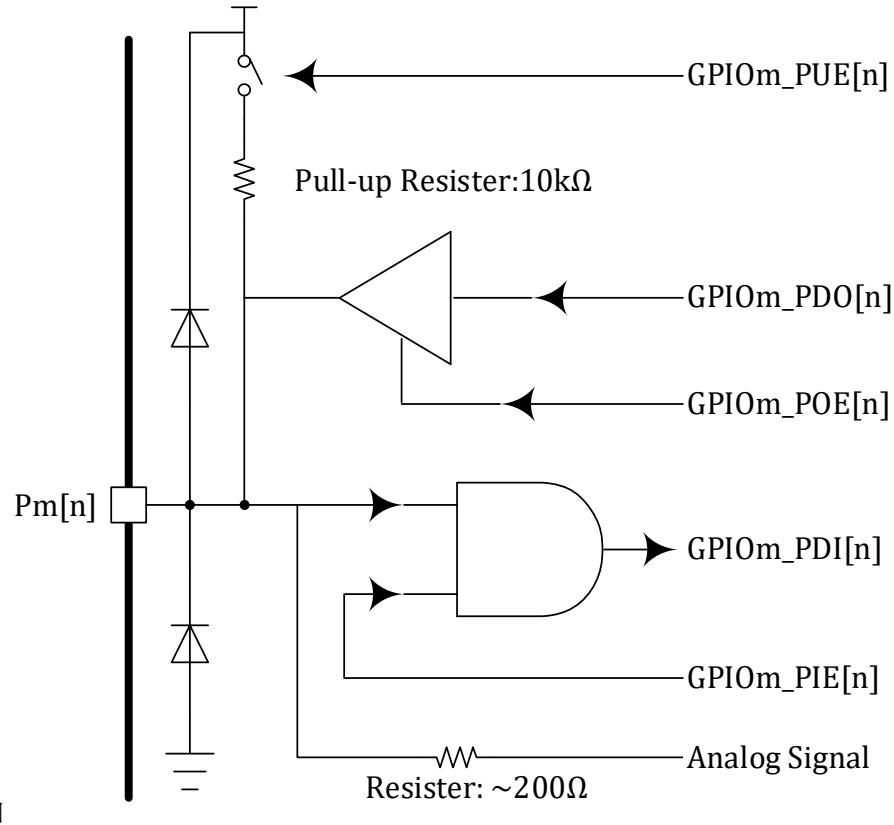 GPIOm_PUE[n]
Pull-up Resister:10kΩ
GPIOm_PDO[n]
GPIOm_POE[n]
Pm[n]
GPIOm_PDI[n]
GPIOm_PIE[n]
Analog Signal
Resister: ~200Ω